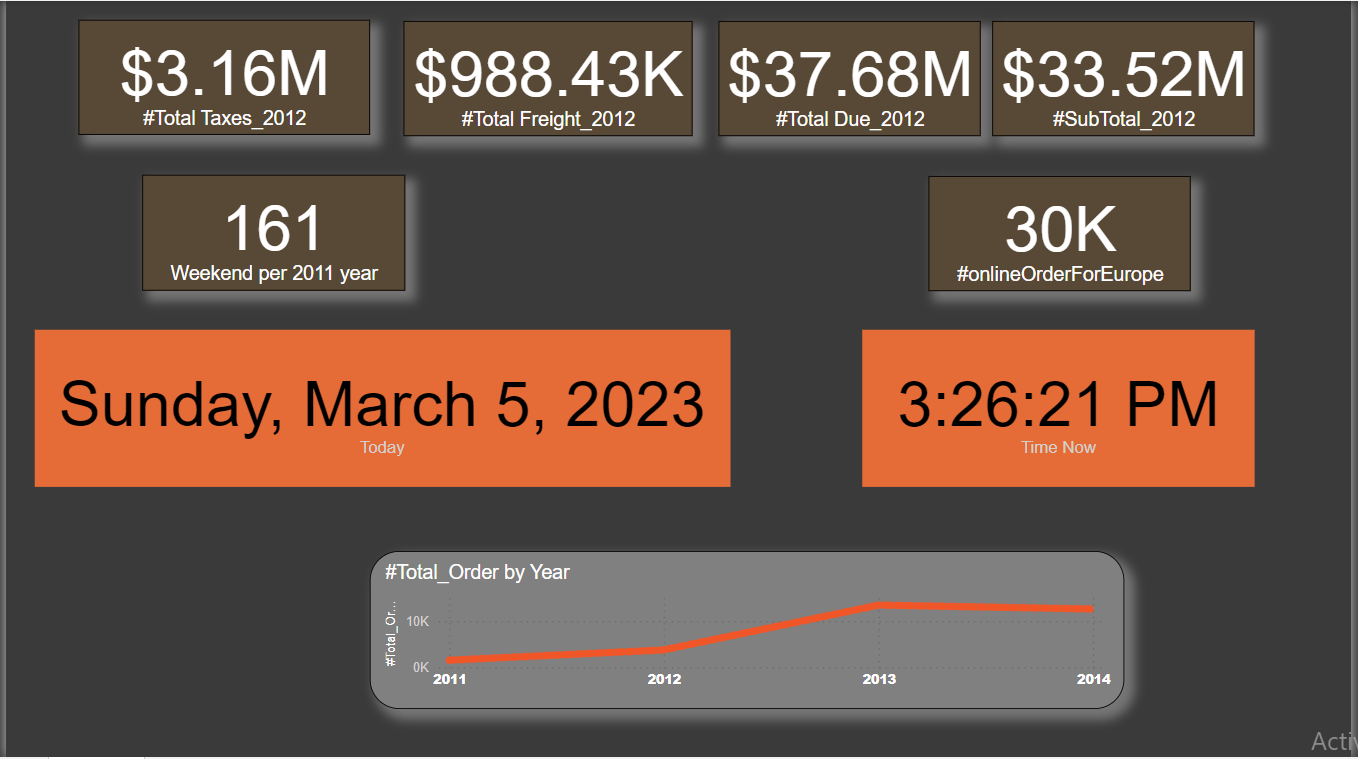 $3.16M
#Total Taxes_2012
$988.43K
#Total Freight_2012
$37.68M
#Total Due_2012
$33.52M
#SubTotal_2012
161
Weekend per 2011 year
30K
#onlineOrderForEurope
Sunday, March 5, 2023
Today
3:26:21 PM
Time Now
#Total_Order by Year
#Total_Or...
10K
0K
2011 2012 2013 2014
Activ